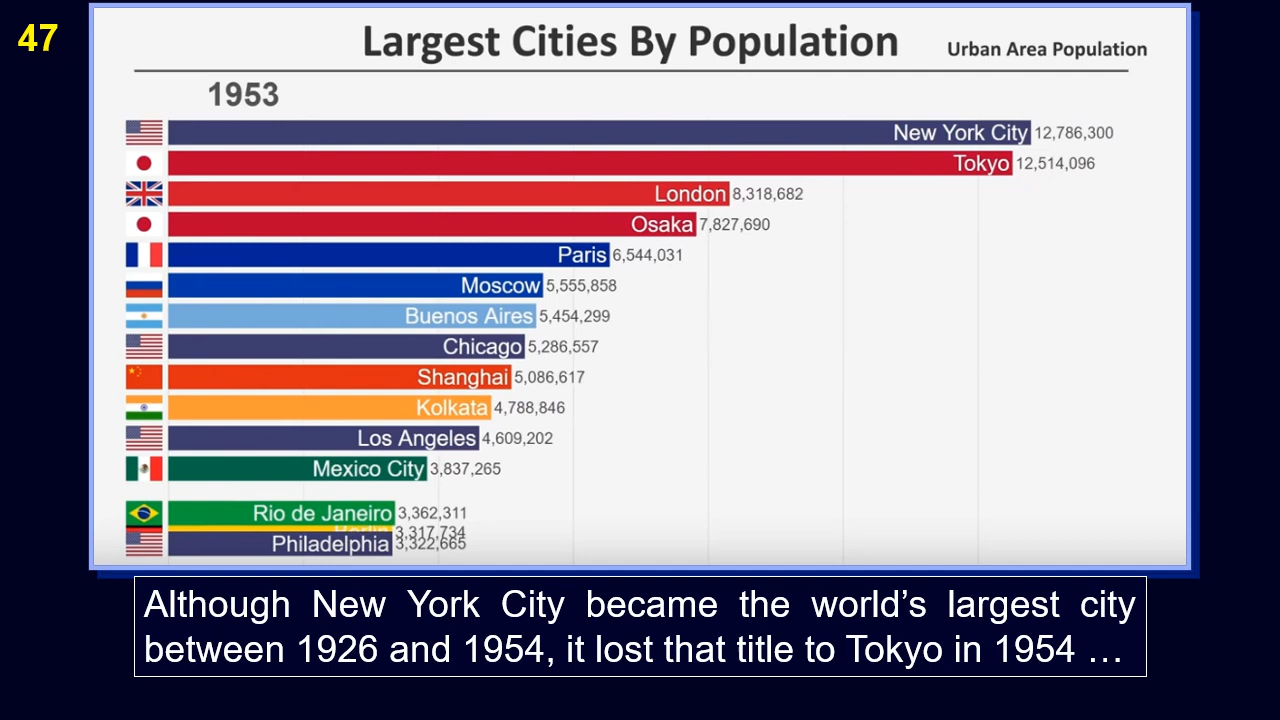 47
Largest Cities By Population
Urban Area Population
1953
New York City 12,786,300
Tokyo 12,514,096
London 8,318,682
Osaka 7,827,690
Paris 6,544,031
Moscow 5,555,858
Buenos Aires 5,454,299
Chicago 5,286,557
Shanghai 5,086,617
Kolkata 4,788,846
Los Angeles 4,609,202
Mexico City 3,837,265
Rio de Janeiro 3,362,311
Berlin 3,317,734
Philadelphia 3,322,665
Although New York City became the world’s largest city
between 1926 and 1954, it lost that title to Tokyo in 1954 …